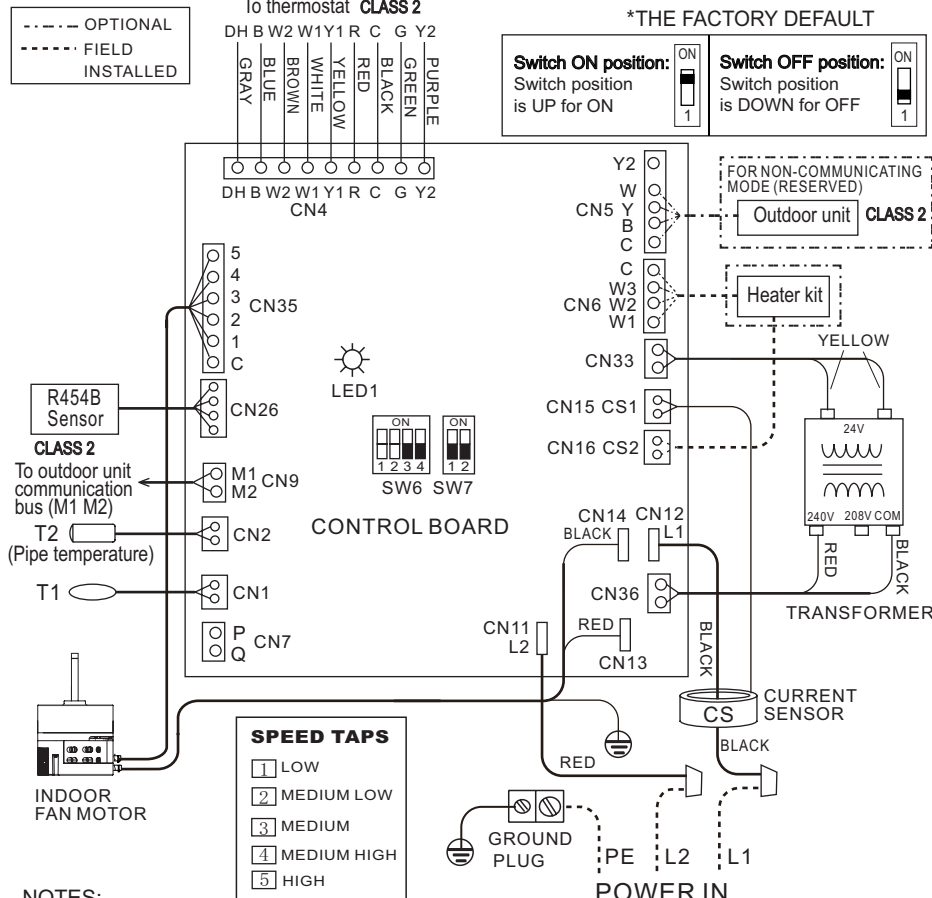 OPTIONAL
FIELD
INSTALLED
To thermostat CLASS 2
DH B W2 W1 Y1 R C G Y2
GRAY
BLUE
BROWN
WHITE
YELLOW
RED
BLACK
GREEN
PURPLE
DH B W2 W1 Y1 R C G Y2
CN4
*THE FACTORY DEFAULT
Switch ON position:
Switch position
is UP for ON
ON
1
Switch OFF position:
Switch position
is DOWN for OFF
ON
1
5
4
3
2
1
C
CN35
R454B
Sensor
CLASS 2
CN26
To outdoor unit
communication
bus (M1 M2)
M1
M2
CN9
T2
(Pipe temperature)
CN2
T1
CN1
P
Q
CN7
LED1
ON
1 2 3 4
SW6
ON
1 2
SW7
CONTROL BOARD
Y2
W
Y
B
C
CN5
FOR NON-COMMUNICATING
MODE (RESERVED)
Outdoor unit
CLASS 2
C
W3
W2
W1
CN6
Heater kit
CN33
YELLOW
CN15 CS1
CN16 CS2
24V
240V 208V COM
RED
BLACK
TRANSFORMER
CN14
BLACK
CN12
L1
CN36
CN11
L2
RED
CN13
BLACK
CS
CURRENT
SENSOR
BLACK
RED
INDOOR
FAN MOTOR
SPEED TAPS
1 LOW
2 MEDIUM LOW
3 MEDIUM
4 MEDIUM HIGH
5 HIGH
GROUND
PLUG
PE
L2
L1
POWER IN
NOTES: